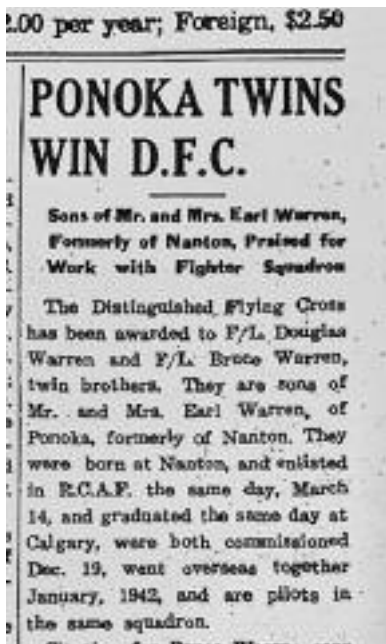 2.00 per year; Foreign, $2.50
PONOKA TWINS
WIN D.F.C.
Sons of Mr. and Mrs. Earl Warren,
Formerly of Nanton, Praised for
Work with Fighter Squadron
The Distinguished Flying Cross
has been awarded to F/L Douglas
Warren and F/L Bruce Warren,
twin brothers. They are sons of
Mr. and Mrs. Earl Warren, of
Ponoka, formerly of Nanton. They
were born at Nanton, and enlisted
in R.C.A.F. the same day, March
14, and graduated the same day at
Calgary, were both commissioned
Dec. 19, went overseas together
January, 1942, and are pilots in
the same squadron.